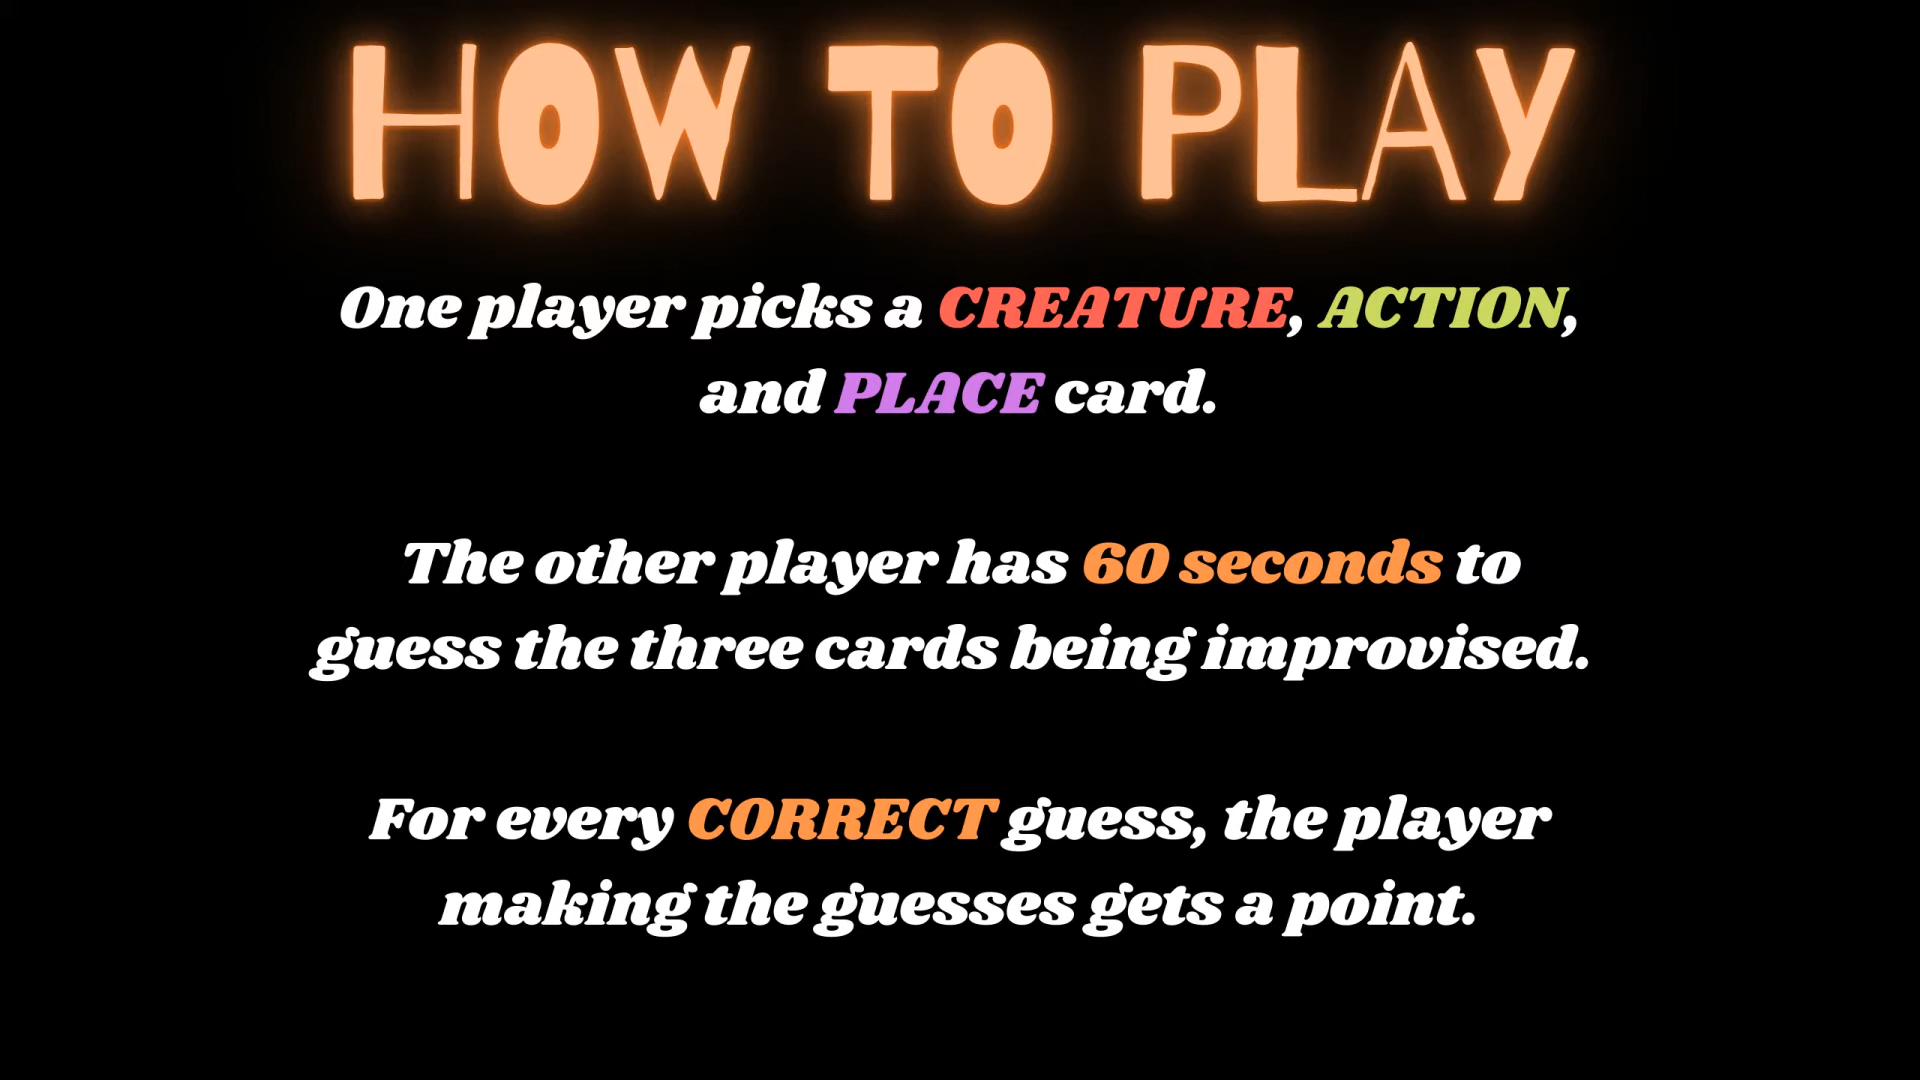 HOW TO PLAY
One player picks a CREATURE, ACTION,
and PLACE card.
The other player has 60 seconds to
guess the three cards being improvised.
For every CORRECT guess, the player
making the guesses gets a point.